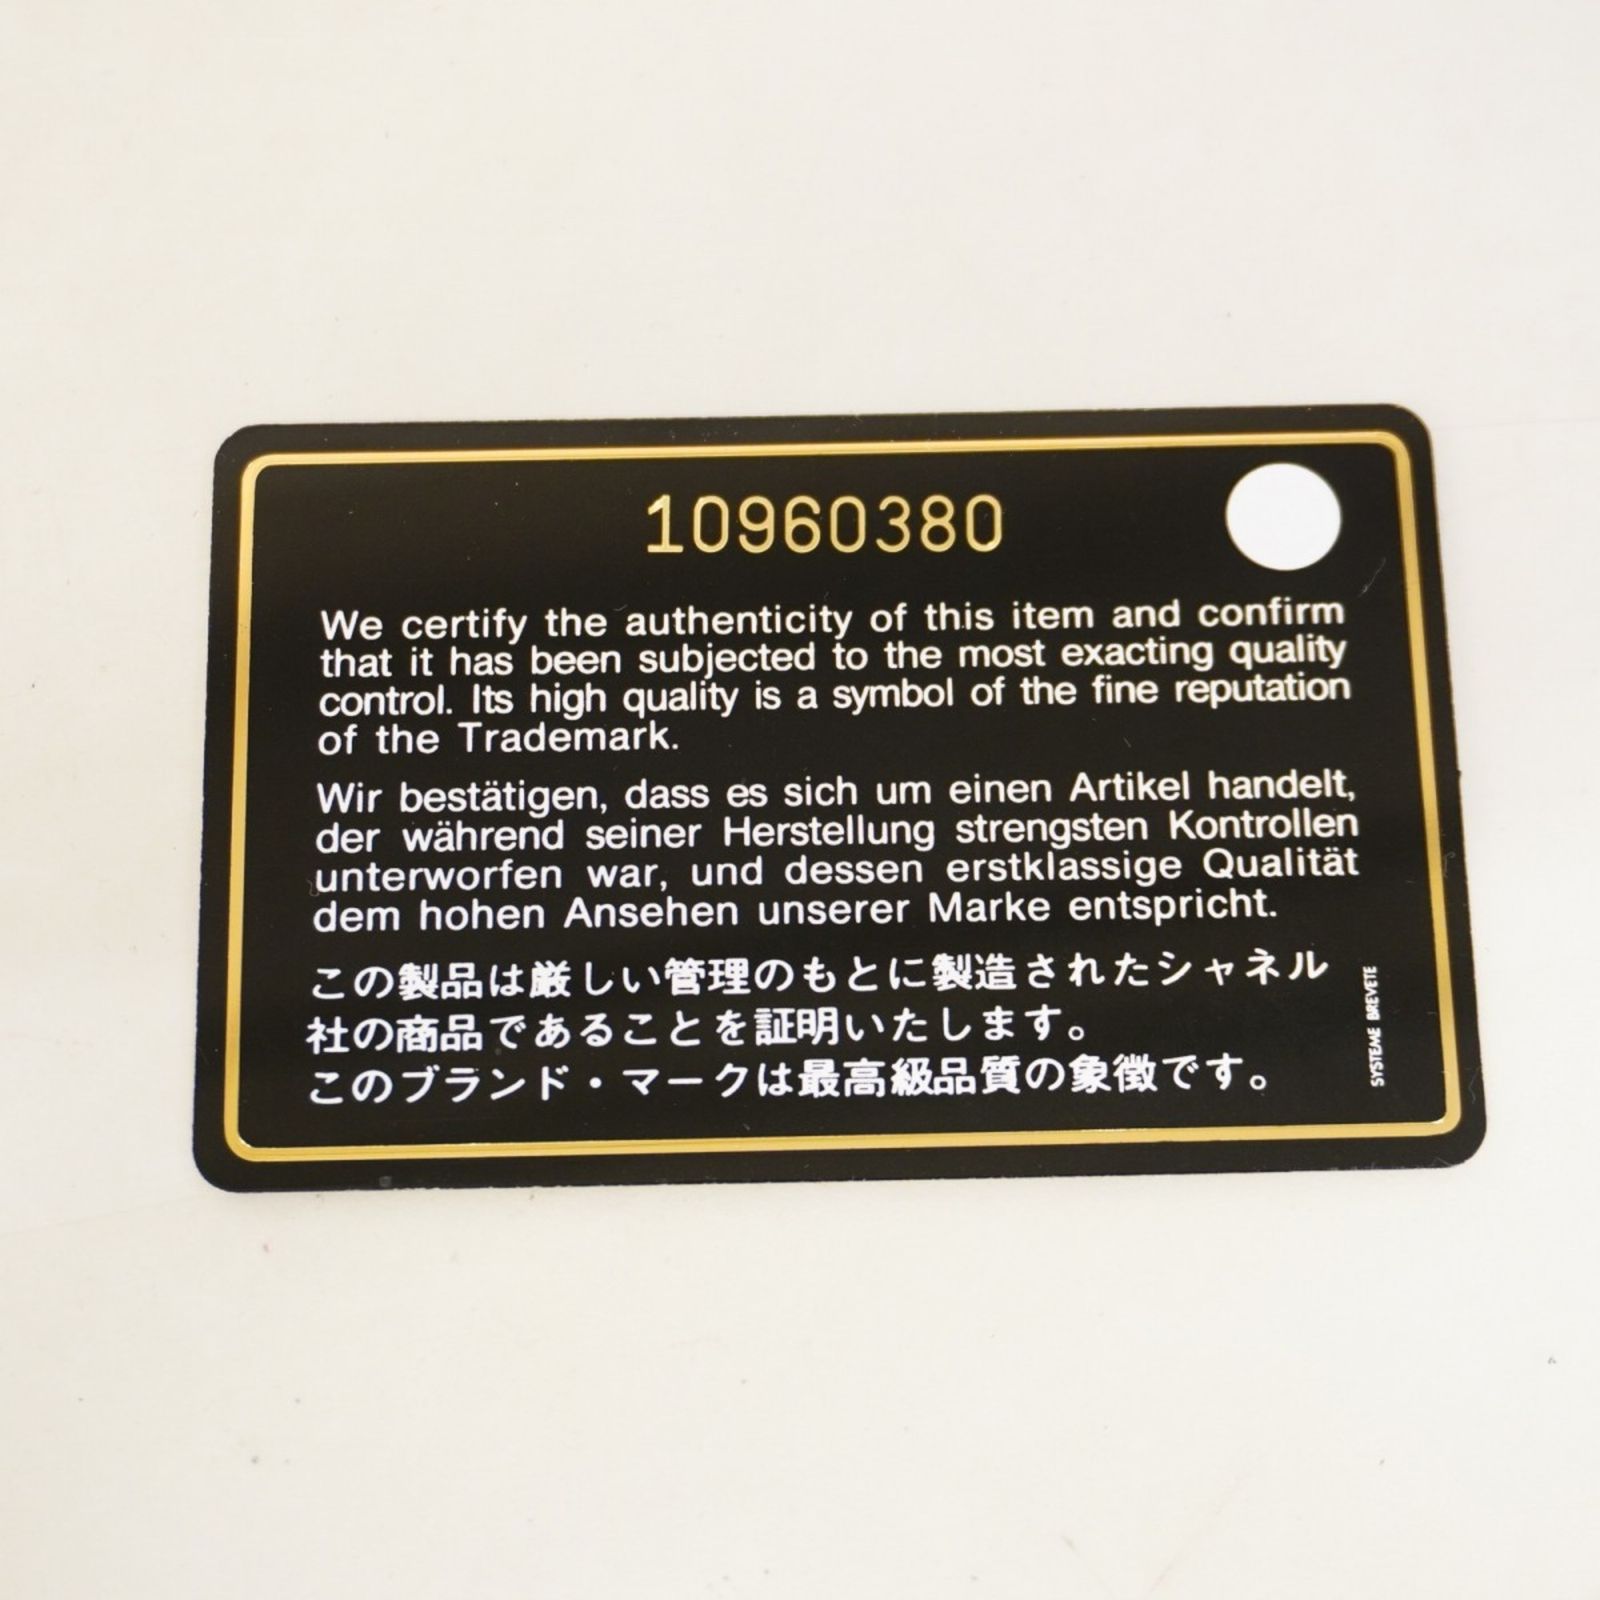 10960380
We certify the authenticity of this item and confirm
that it has been subjected to the most exacting quality
control. Its high quality is a symbol of the fine reputation
of the Trademark.
Wir bestätigen, dass es sich um einen Artikel handelt,
der während seiner Herstellung strengsten Kontrollen
unterworfen war, und dessen erstklassige Qualität
dem hohen Ansehen unserer Marke entspricht.
この製品は厳しい管理のもとに製造されたシャネル
社の商品であることを証明いたします。
このブランド・マークは最高級品質の象徴です。
SYSTEME BREVETE